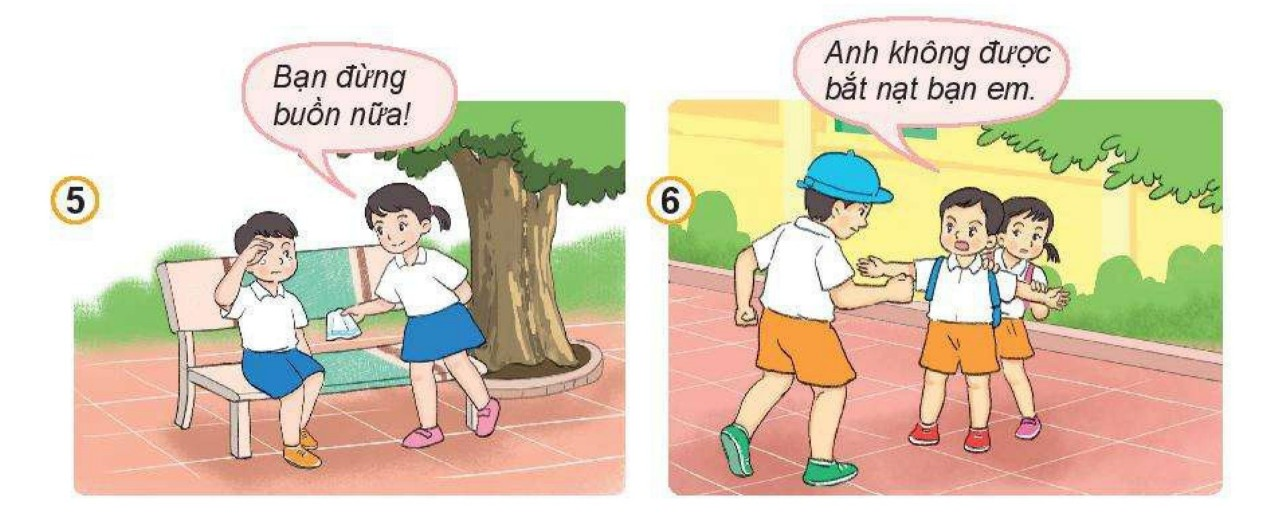 Bạn đừng
buồn nữa!
5
Anh không được
bắt nạt bạn em.
6